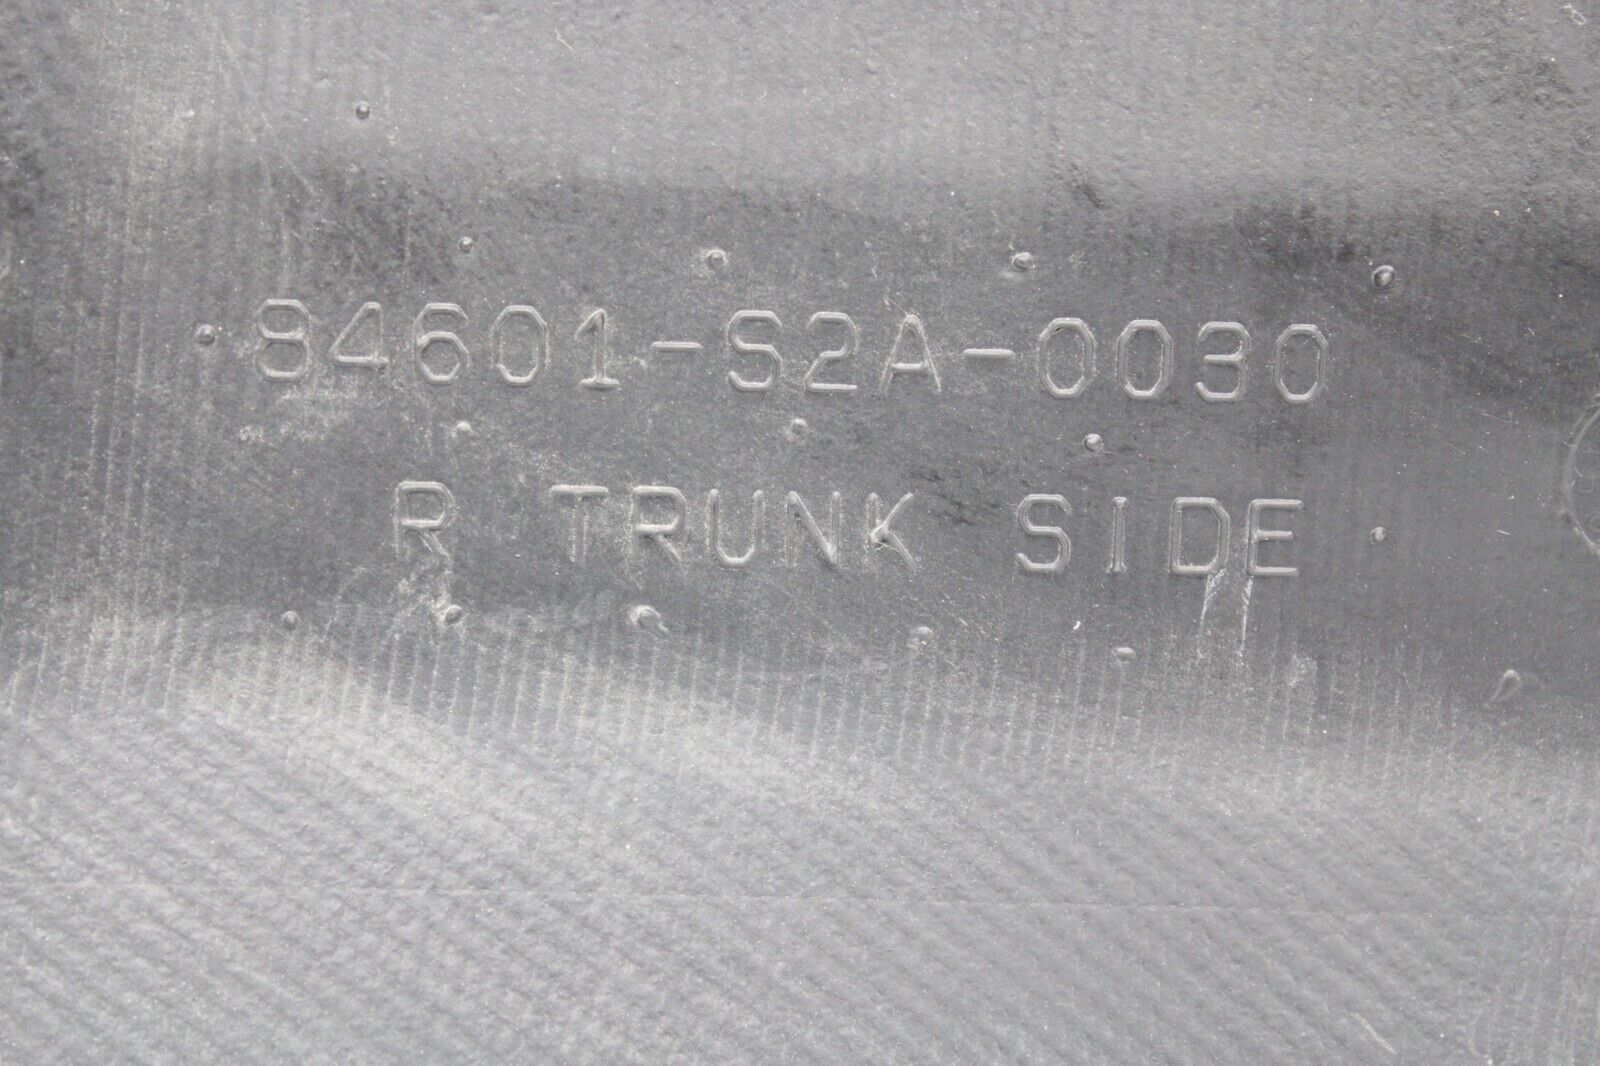 84601-S2A-0030
R TRUNK SIDE